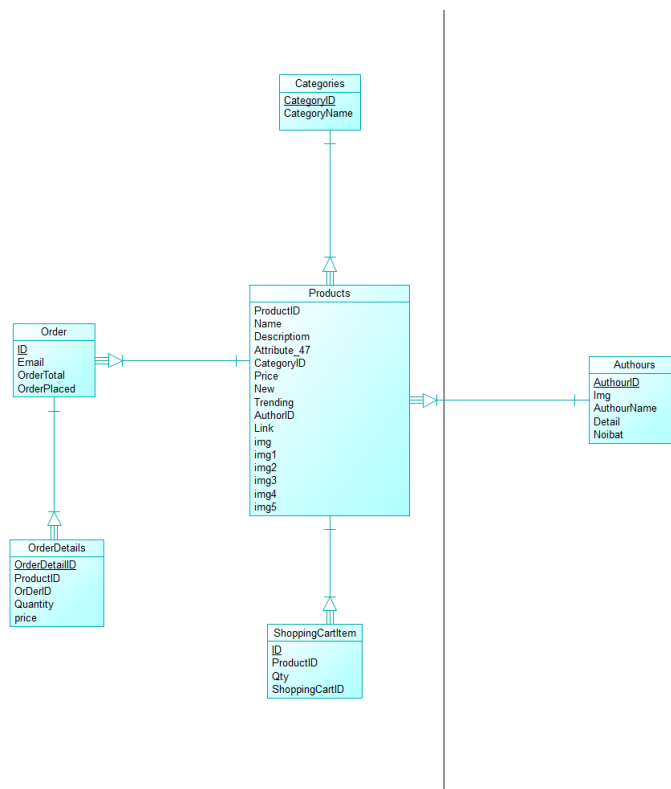 Categories
CategoryID
CategoryName
Products
ProductID
Name
Descriptiom
Attribute_47
CategoryID
Price
New
Trending
AuthorID
Link
img
img1
img2
img3
img4
img5
Order
ID
Email
OrderTotal
OrderPlaced
Authours
AuthourID
Img
AuthourName
Detail
Noibat
OrderDetails
OrderDetailID
ProductID
OrDerID
Quantity
price
ShoppingCartItem
ID
ProductID
Qty
ShoppingCartID